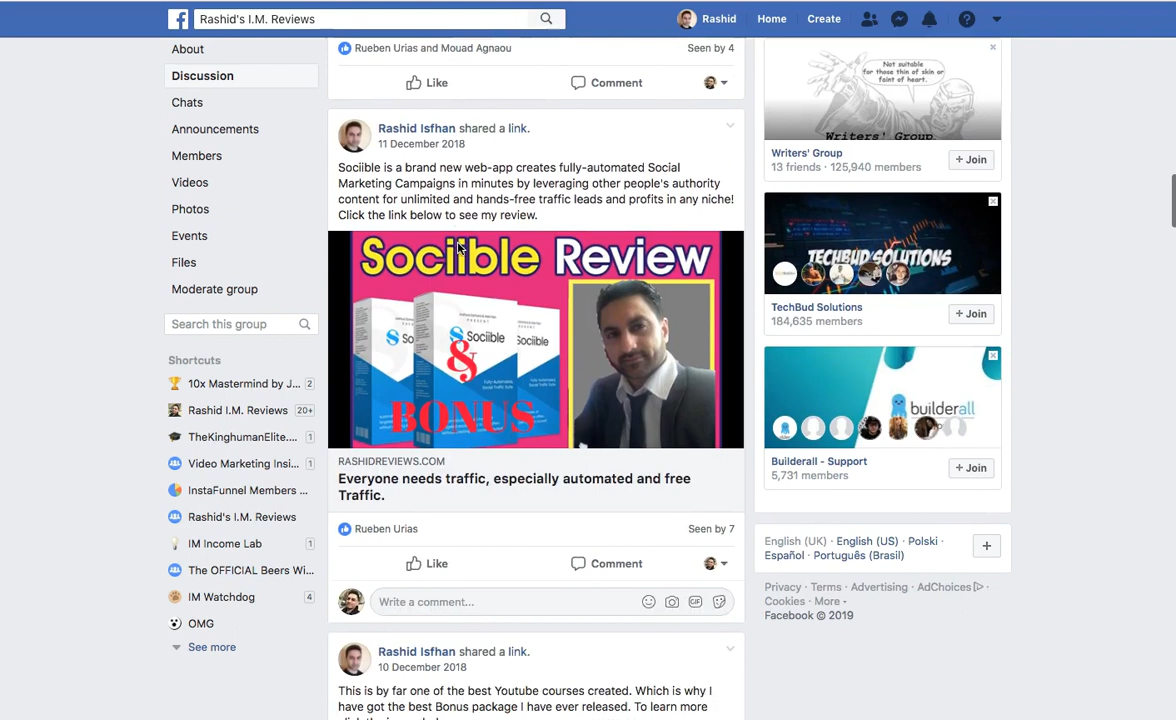 Rashid's I.M. Reviews
Rashid
Home
Create
About
Discussion
Chats
Announcements
Members
Videos
Photos
Events
Files
Moderate group
Search this group
Shortcuts
10x Mastermind by J... 2
Rashid I.M. Reviews 20+
TheKinghumanElite.... 1
Video Marketing Insi... 1
InstaFunnel Members ...
Rashid's I.M. Reviews
IM Income Lab 1
The OFFICIAL Beers Wi...
IM Watchdog 4
OMG
See more
Rueben Urias and Mouad Agnaou
Seen by 4
Like
Comment
Rashid Isfhan shared a link.
11 December 2018
Sociible is a brand new web-app creates fully-automated Social
Marketing Campaigns in minutes by leveraging other people's authority
content for unlimited and hands-free traffic leads and profits in any niche!
Click the link below to see my review.
Sociible Review
PRESENT
Sociible
&
BONUS
RASHIDREVIEWS.COM
Everyone needs traffic, especially automated and free
Traffic.
Rueben Urias
Seen by 7
Like
Comment
Write a comment...
GIF
Rashid Isfhan shared a link.
10 December 2018
This is by far one of the best Youtube courses created. Which is why I
have got the best Bonus package I have ever released. To learn more
Not suitable
for those thin of skin or
faint of heart.
Writers' Group
Writers' Group
13 friends · 125,940 members
+ Join
TECHBUD SOLUTIONS
TechBud Solutions
184,635 members
+ Join
builderall
Builderall - Support
5,731 members
+ Join
English (UK) · English (US) · Polski ·
Español · Português (Brasil)
+
Privacy · Terms · Advertising · AdChoices ·
Cookies · More
Facebook © 2019